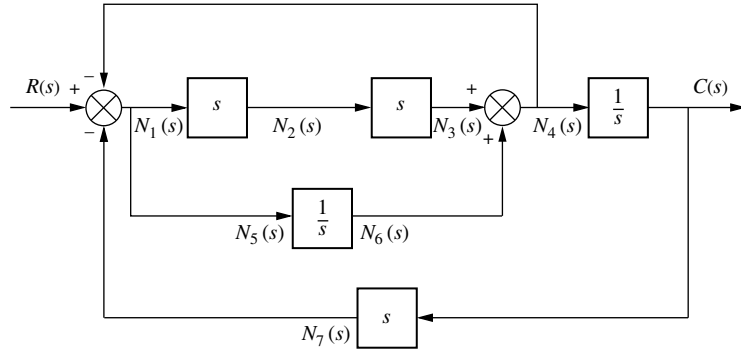 R(s) + − −
N₁(s)
s
N₂(s)
s
N₃(s)
+ +
N₄(s)
1/s
C(s)
N₅(s)
1/s
N₆(s)
N₇(s)
s